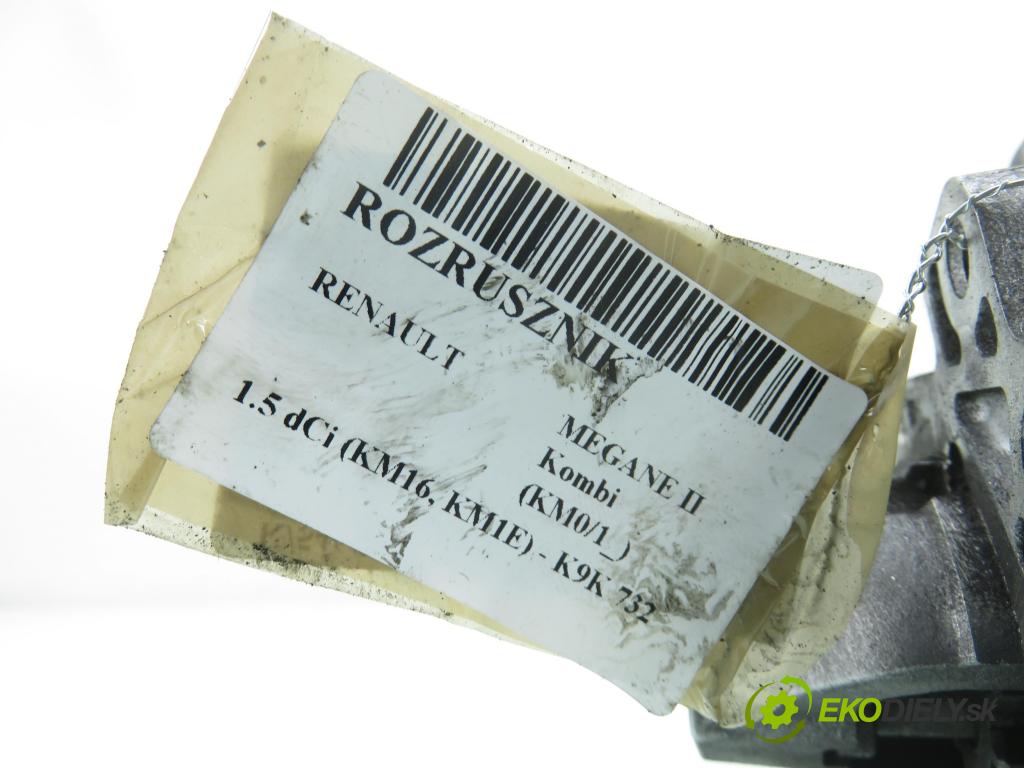 ROZRUSZNIK
RENAULT
MEGANE II
Kombi
(KM0/1_)
1.5 dCi (KM16, KM1E) - K9K 732
EKODIELY.sk